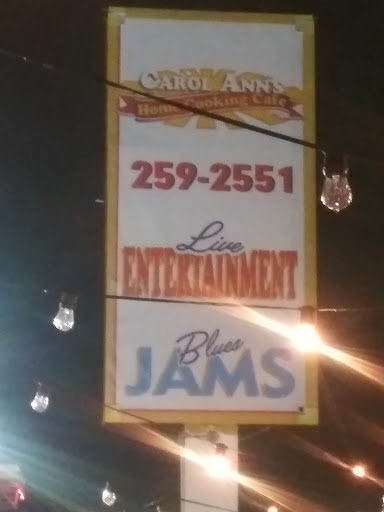 CAROL ANN'S
Home Cooking Cafe
259-2551
Live
ENTERTAINMENT
Blues
JAMS